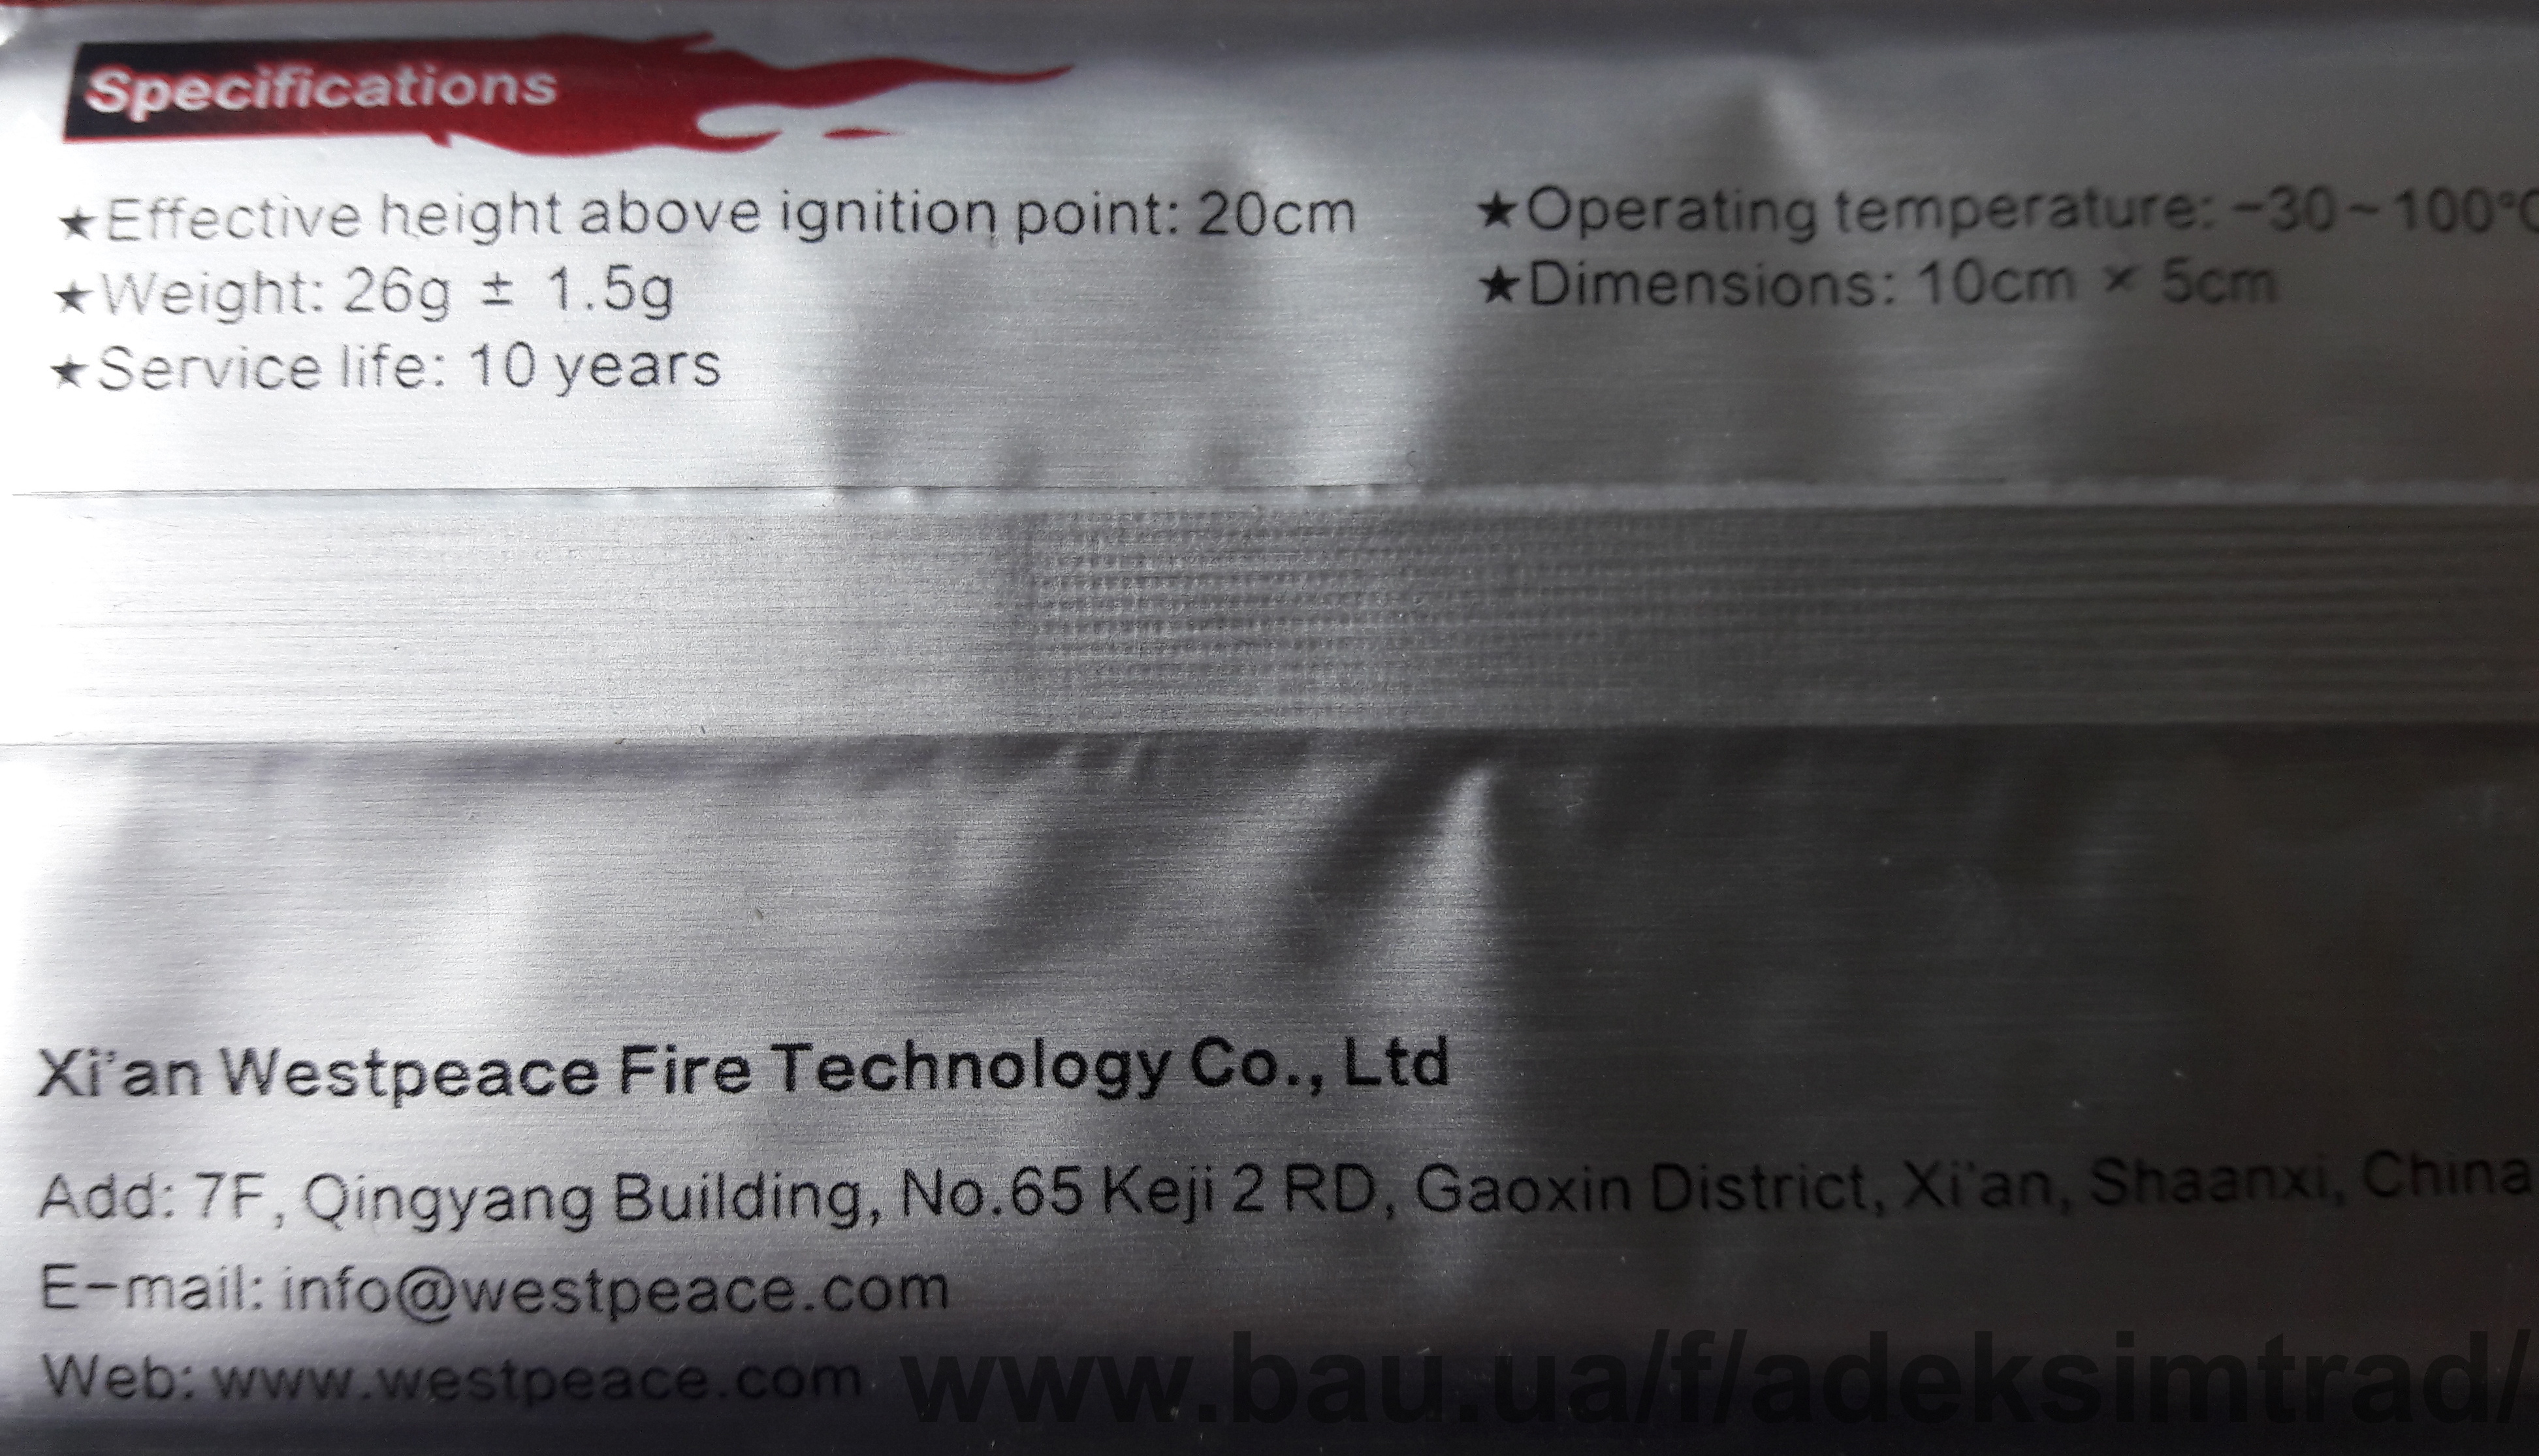 Specifications
★Effective height above ignition point: 20cm ★Operating temperature: -30~100°C
★Weight: 26g ± 1.5g ★Dimensions: 10cm × 5cm
★Service life: 10 years
Xi'an Westpeace Fire Technology Co., Ltd
Add: 7F, Qingyang Building, No.65 Keji 2 RD, Gaoxin District, Xi'an, Shaanxi, China
E-mail: info@westpeace.com
Web: www.westpeace.com
www.bau.ua/f/adeksimtrad/